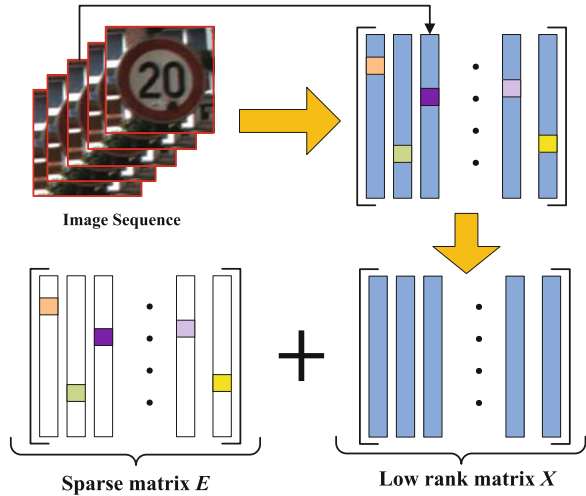 20
Image Sequence
+
Sparse matrix E
Low rank matrix X